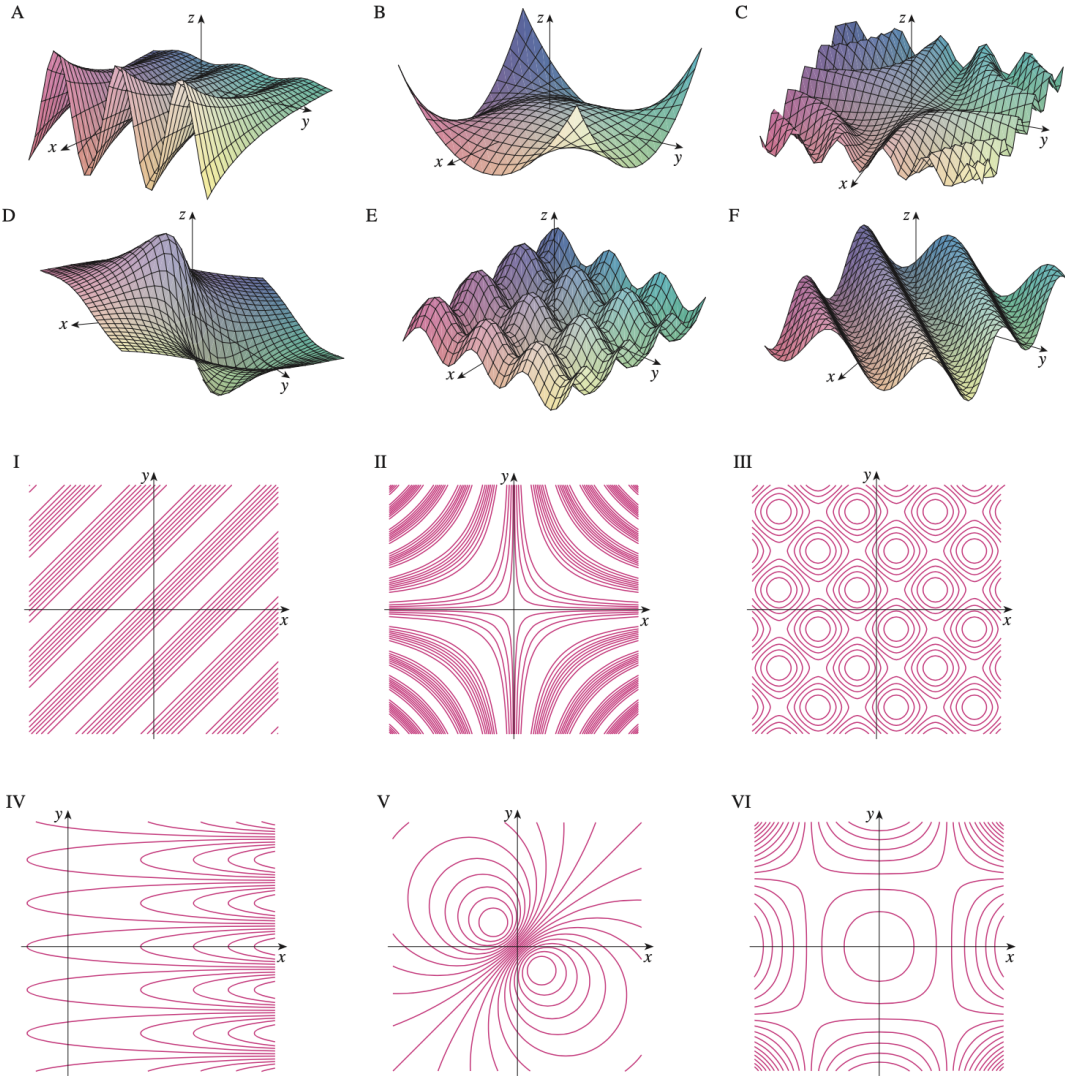 A B C
z z z
y y y
x x x
D E F
z z z
x x x
y y y
I II III
y y y
x x x
IV V VI
y y y
x x x